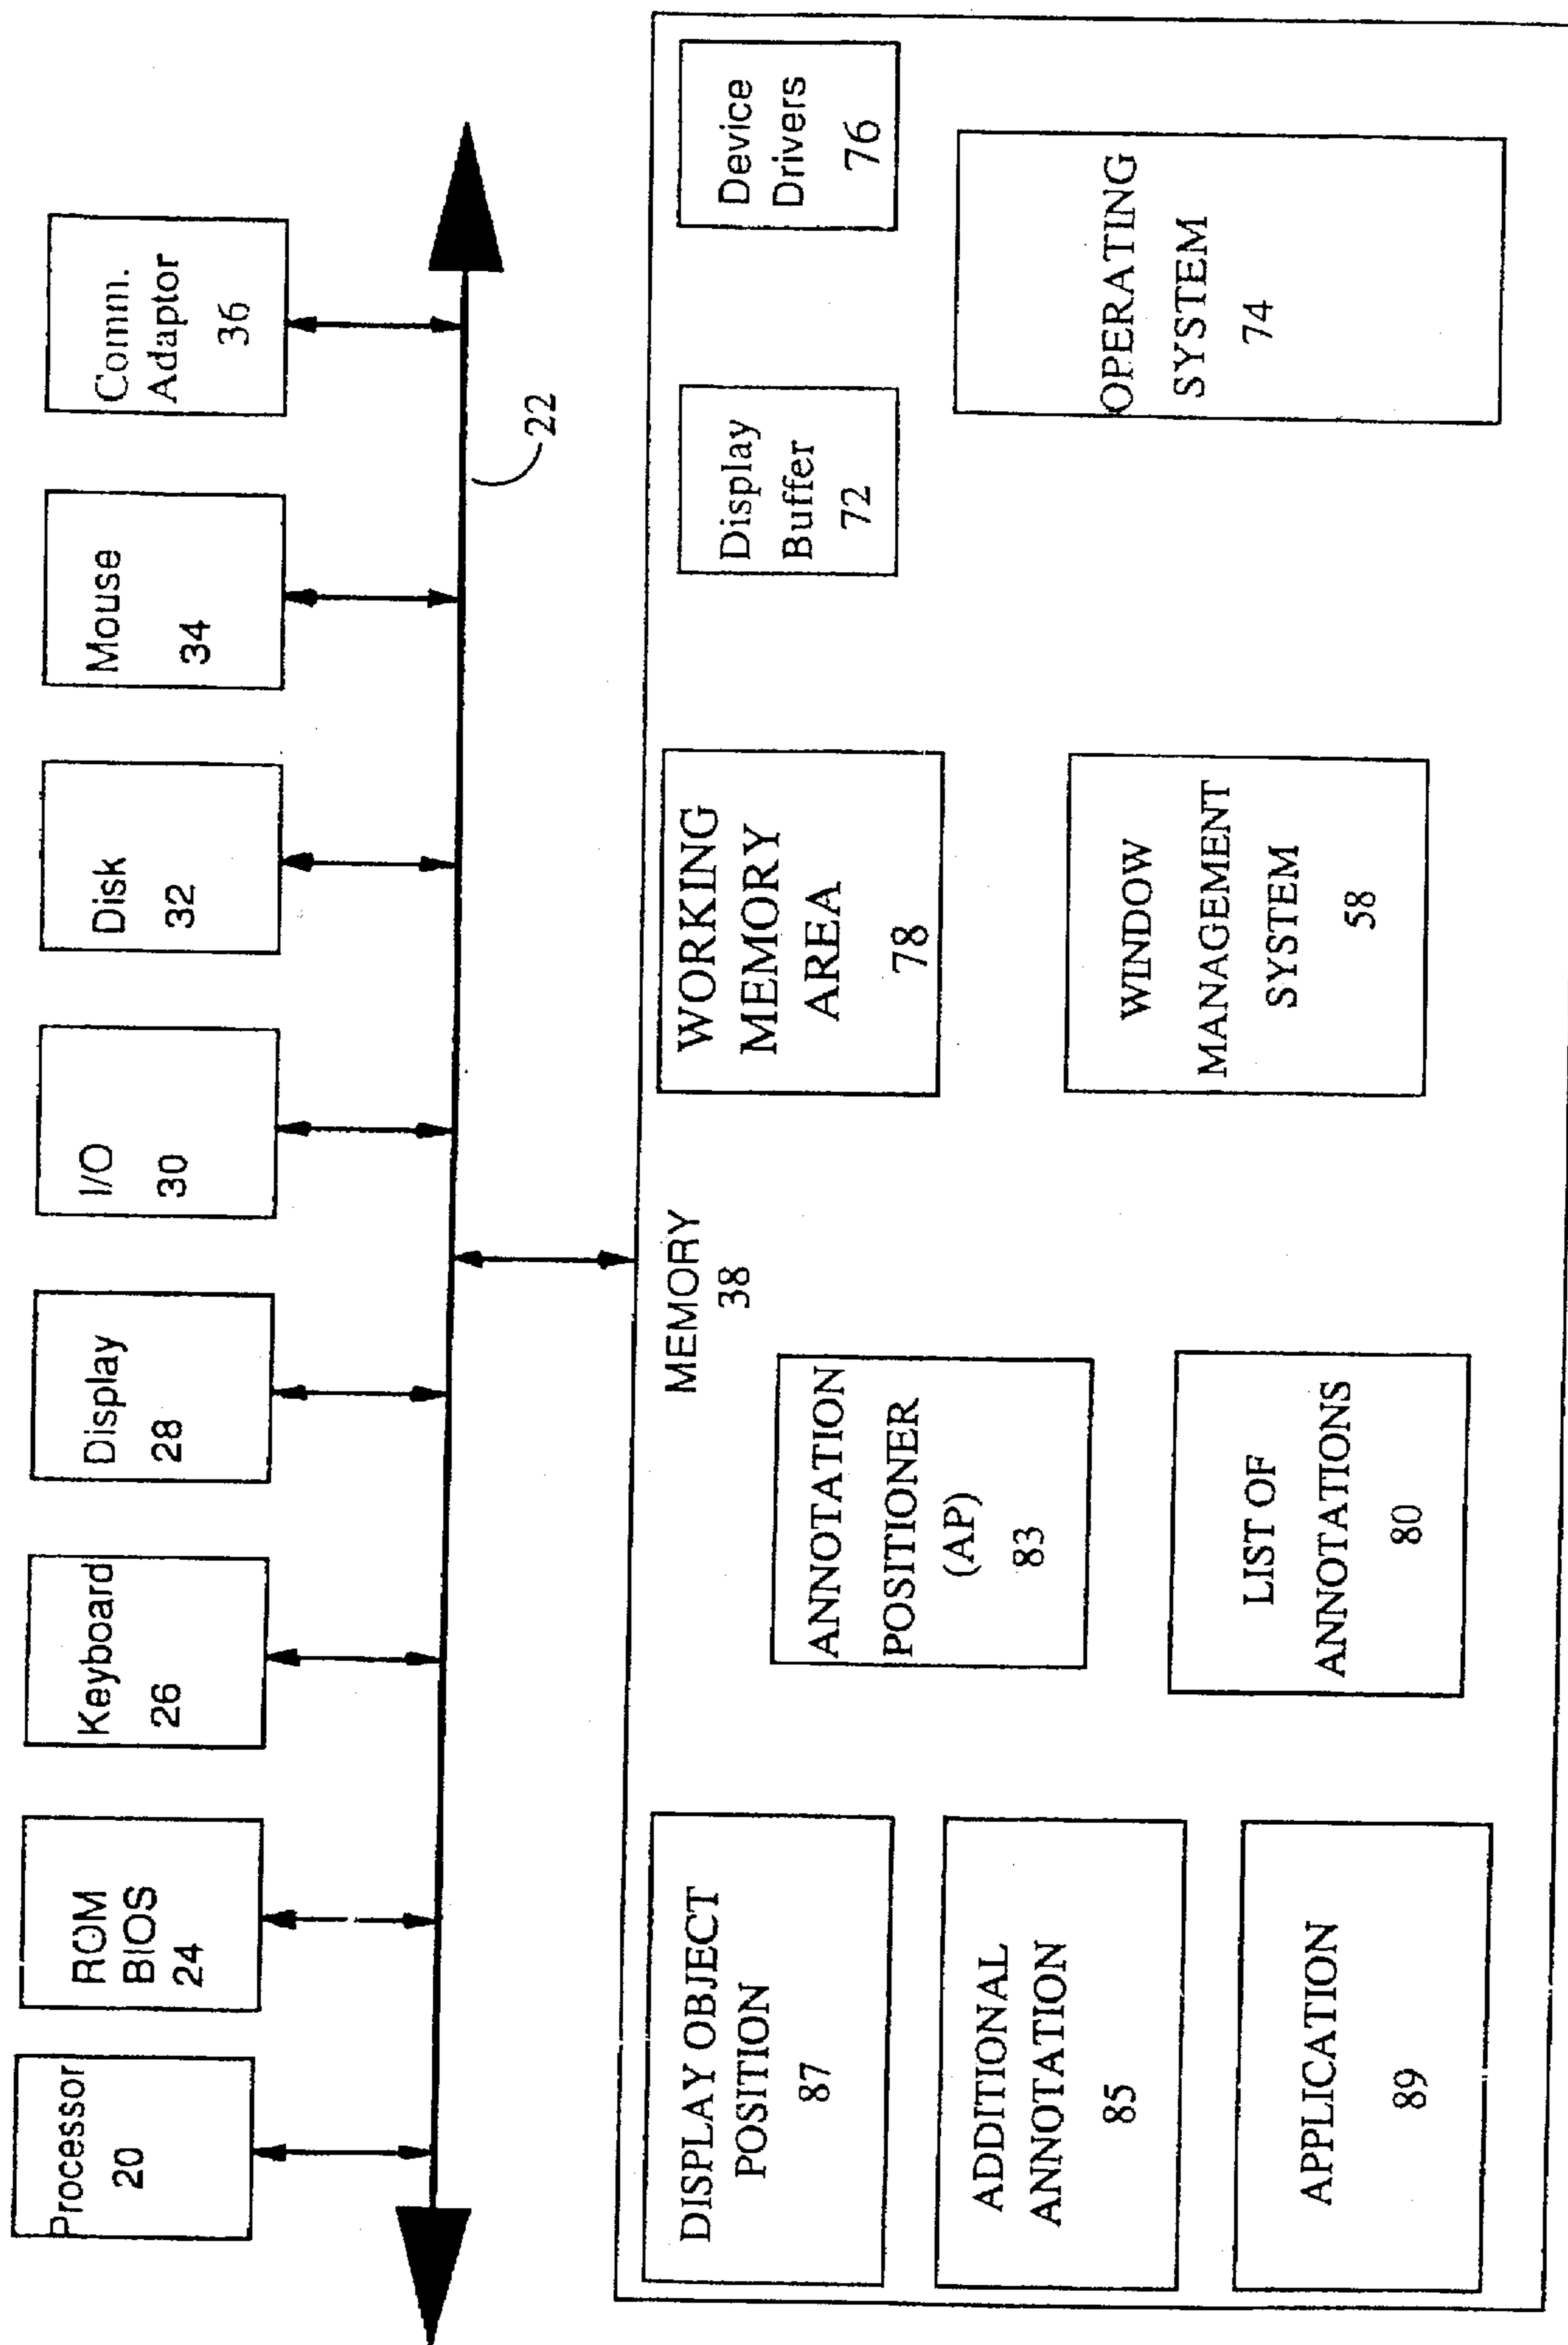 Processor
20
ROM
BIOS
24
Keyboard
26
Display
28
I/O
30
Disk
32
Mouse
34
Comm.
Adaptor
36
22
MEMORY
38
DISPLAY OBJECT
POSITION
87
ADDITIONAL
ANNOTATION
85
APPLICATION
89
ANNOTATION
POSITIONER
(AP)
83
LIST OF
ANNOTATIONS
80
WORKING
MEMORY
AREA
78
WINDOW
MANAGEMENT
SYSTEM
58
Display
Buffer
72
Device
Drivers
76
OPERATING
SYSTEM
74